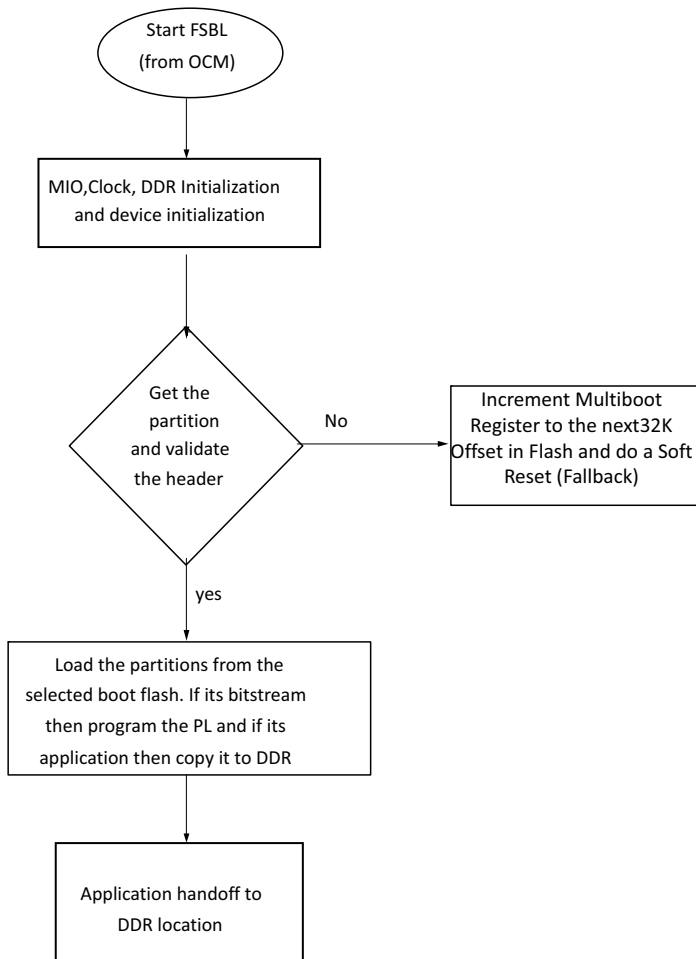 Start FSBL
(from OCM)
MIO,Clock, DDR Initialization
and device initialization
Get the
partition
and validate
the header
No
Increment Multiboot
Register to the next32K
Offset in Flash and do a Soft
Reset (Fallback)
yes
Load the partitions from the
selected boot flash. If its bitstream
then program the PL and if its
application then copy it to DDR
Application handoff to
DDR location